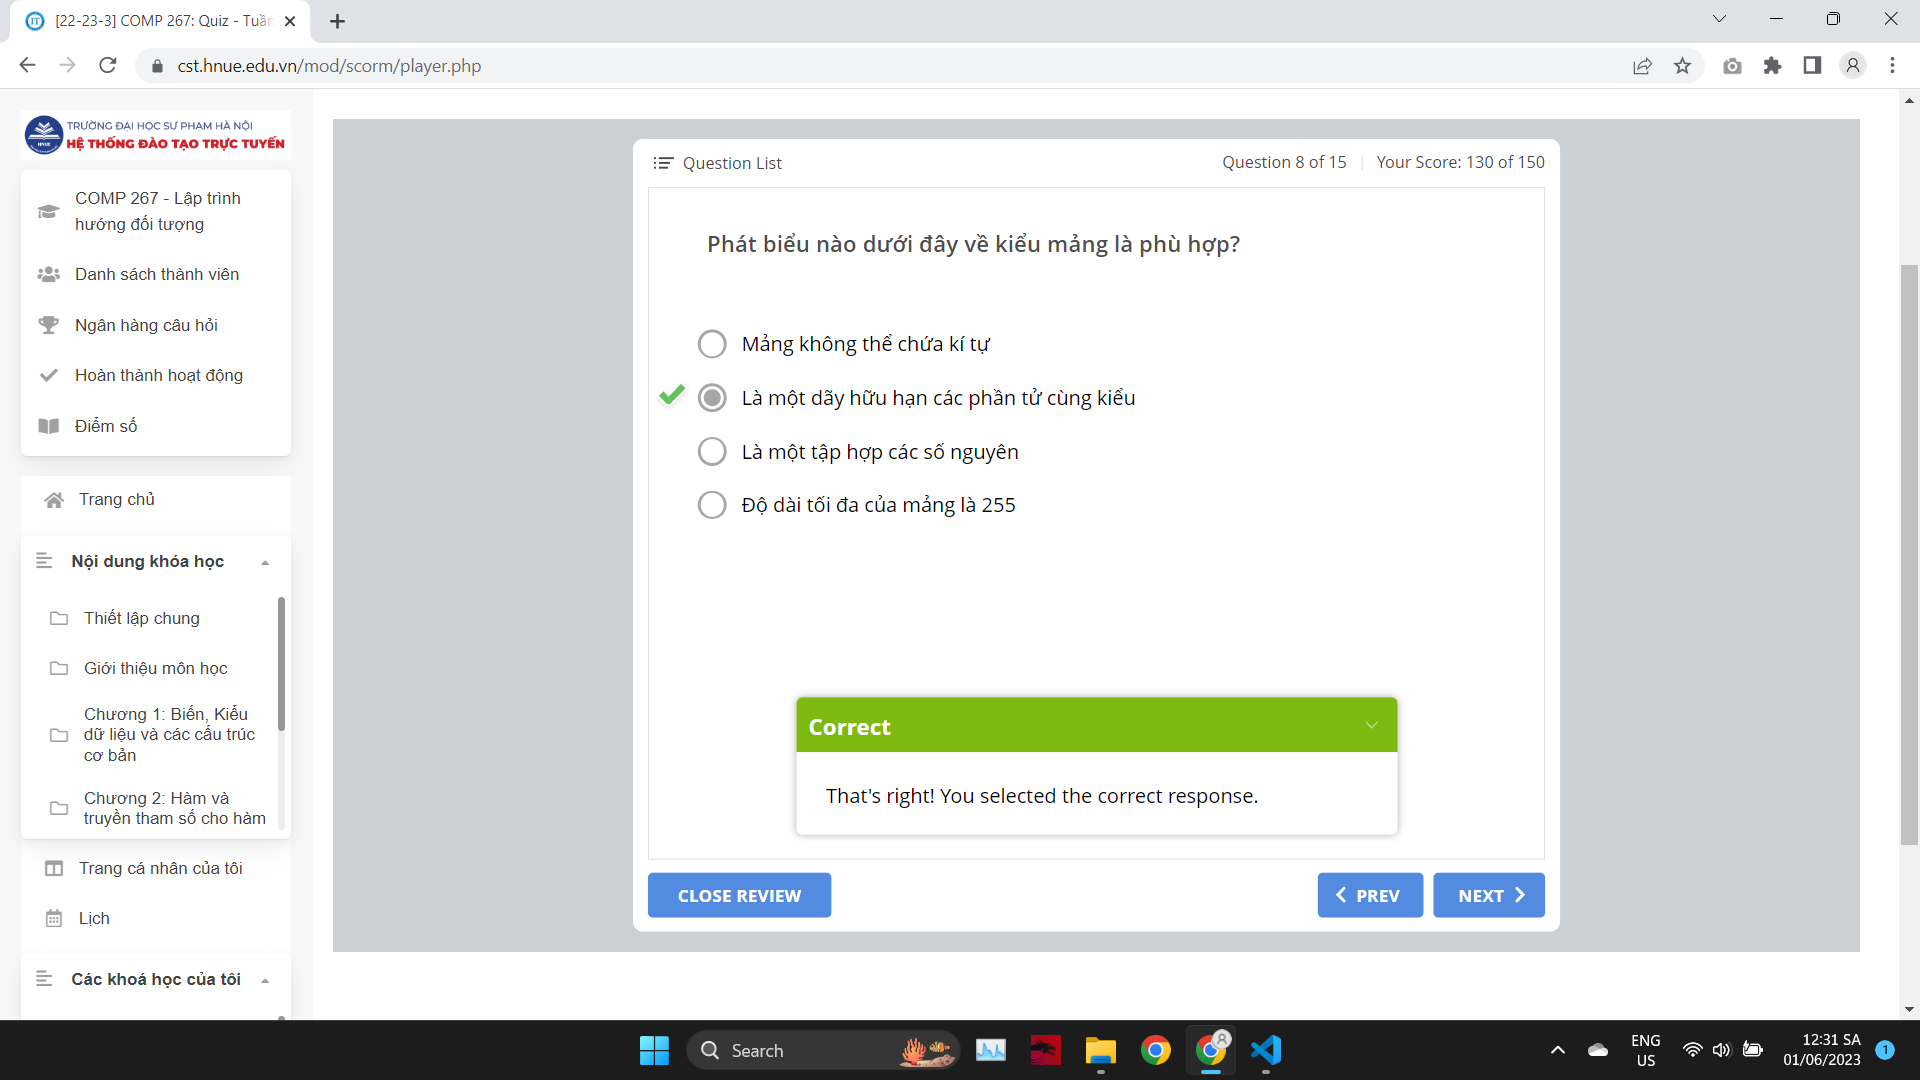 [22-23-3] COMP 267: Quiz - Tuần
cst.hnue.edu.vn/mod/scorm/player.php
TRƯỜNG ĐẠI HỌC SƯ PHẠM HÀ NỘI
HỆ THỐNG ĐÀO TẠO TRỰC TUYẾN
COMP 267 - Lập trình
hướng đối tượng
Danh sách thành viên
Ngân hàng câu hỏi
Hoàn thành hoạt động
Điểm số
Trang chủ
Nội dung khóa học
Thiết lập chung
Giới thiệu môn học
Chương 1: Biến, Kiểu
dữ liệu và các cấu trúc
cơ bản
Chương 2: Hàm và
truyền tham số cho hàm
Trang cá nhân của tôi
Lịch
Các khoá học của tôi
Question List
Question 8 of 15
Your Score: 130 of 150
Phát biểu nào dưới đây về kiểu mảng là phù hợp?
Mảng không thể chứa kí tự
Là một dãy hữu hạn các phần tử cùng kiểu
Là một tập hợp các số nguyên
Độ dài tối đa của mảng là 255
Correct
That's right! You selected the correct response.
CLOSE REVIEW
PREV
NEXT
Search
ENG
US
12:31 SA
01/06/2023
1